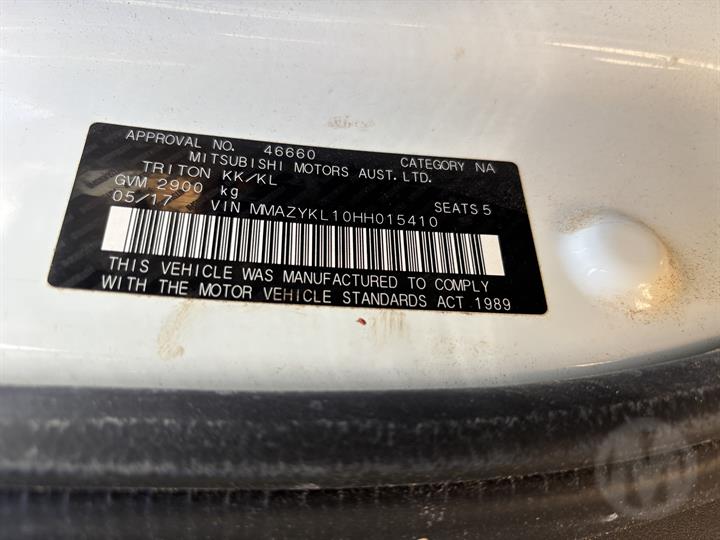 APPROVAL NO. 46660 CATEGORY NA
MITSUBISHI MOTORS AUST. LTD.
TRITON KK/KL
GVM 2900 kg SEATS 5
05/17 VIN MMAZYKL10HH015410
THIS VEHICLE WAS MANUFACTURED TO COMPLY
WITH THE MOTOR VEHICLE STANDARDS ACT 1989
M